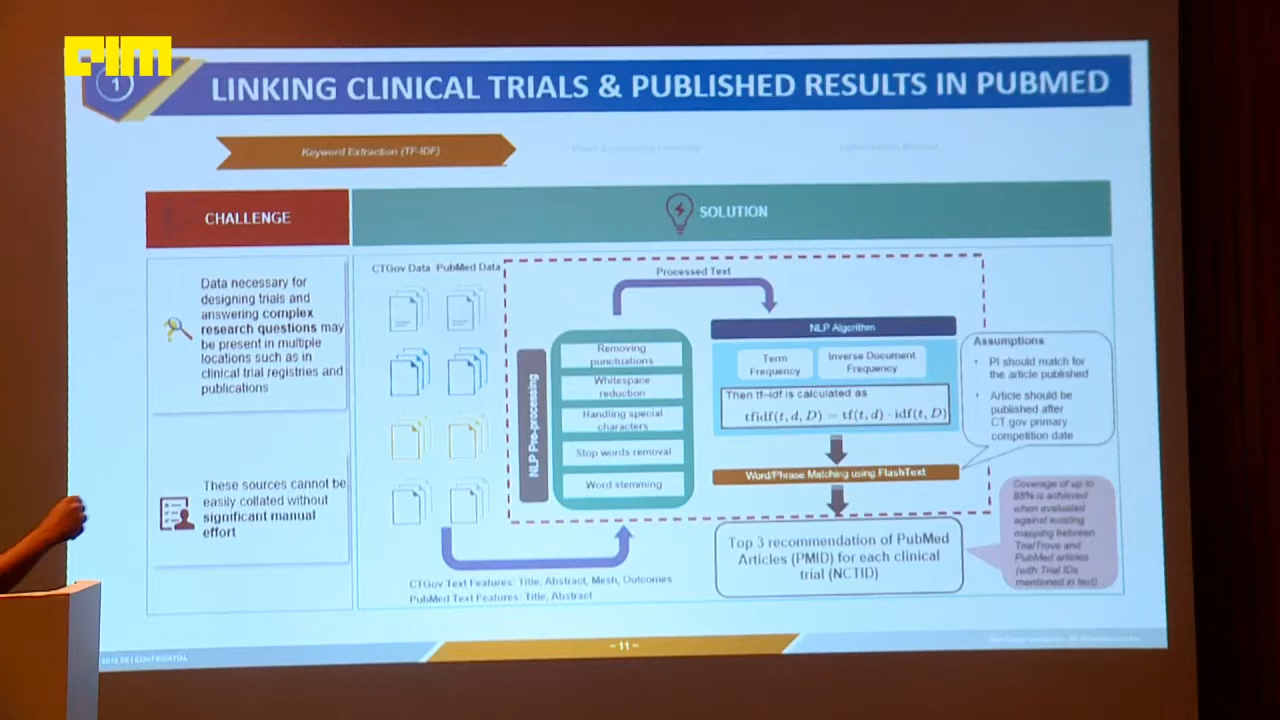 AIM
1
LINKING CLINICAL TRIALS & PUBLISHED RESULTS IN PUBMED
Keyword Extraction (TF-IDF)
CHALLENGE
SOLUTION
Data necessary for
designing trials and
answering complex
research questions may
be present in multiple
locations such as in
clinical trial registries and
publications
These sources cannot be
easily collated without
significant manual
effort
CTGov Data PubMed Data
NLP Pre-processing
Removing
punctuations
Whitespace
reduction
Handling special
characters
Stop words removal
Word stemming
CTGov Text Features: Title, Abstract, Mesh, Outcomes
PubMed Text Features: Title, Abstract
Processed Text
NLP Algorithm
Term
Frequency
Inverse Document
Frequency
Then tf–idf is calculated as
tfidf(t, d, D) = tf(t, d) · idf(t, D)
Word/Phrase Matching using FlashText
Top 3 recommendation of PubMed
Articles (PMID) for each clinical
trial (NCTID)
Assumptions:
• PI should match for
the article published
• Article should be
published after
CT gov primary
competition date
Coverage of up to
85% is achieved
when evaluated
against existing
mapping between
TrialTrove and
PubMed articles
(with Trial IDs
mentioned in text)
CONFIDENTIAL
– 11 –